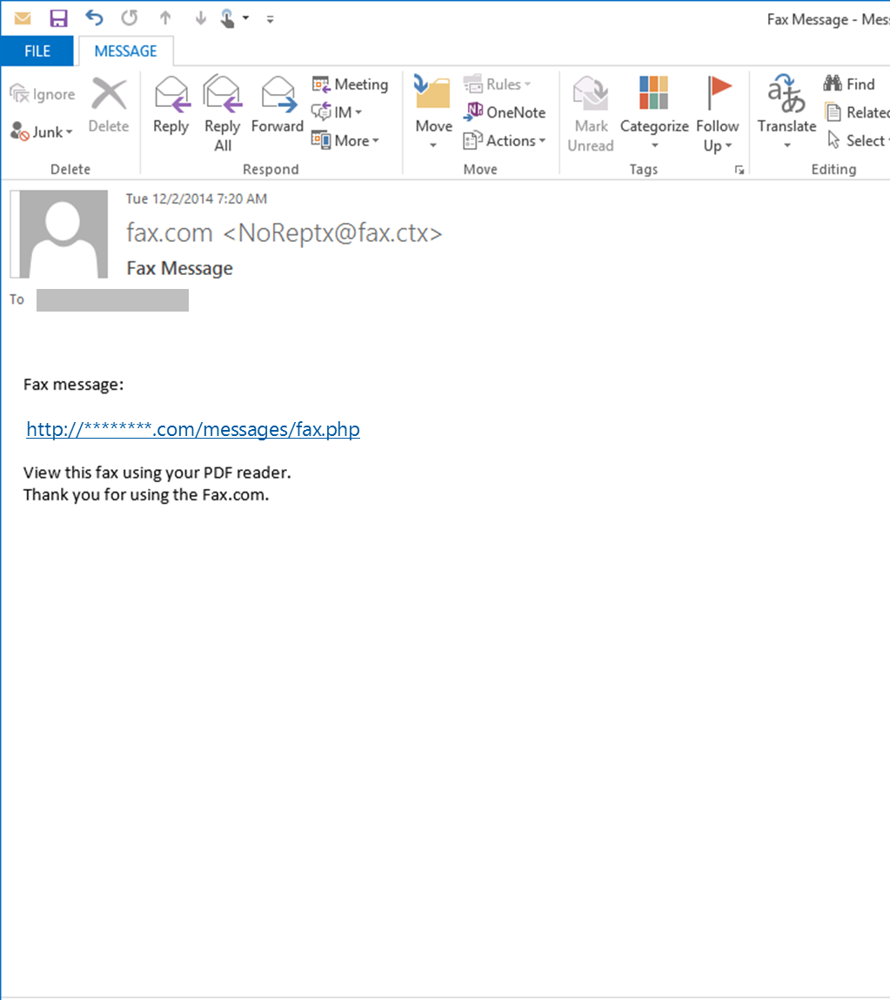 Fax Message - Mes
FILE
MESSAGE
Ignore
Junk
Delete
Delete
Reply
Reply All
Forward
Meeting
IM
More
Respond
Move
Rules
OneNote
Actions
Move
Mark Unread
Categorize
Follow Up
Tags
Translate
Find
Related
Select
Editing
Tue 12/2/2014 7:20 AM
fax.com <NoReptx@fax.ctx>
Fax Message
To
Fax message:
http://********.com/messages/fax.php
View this fax using your PDF reader.
Thank you for using the Fax.com.